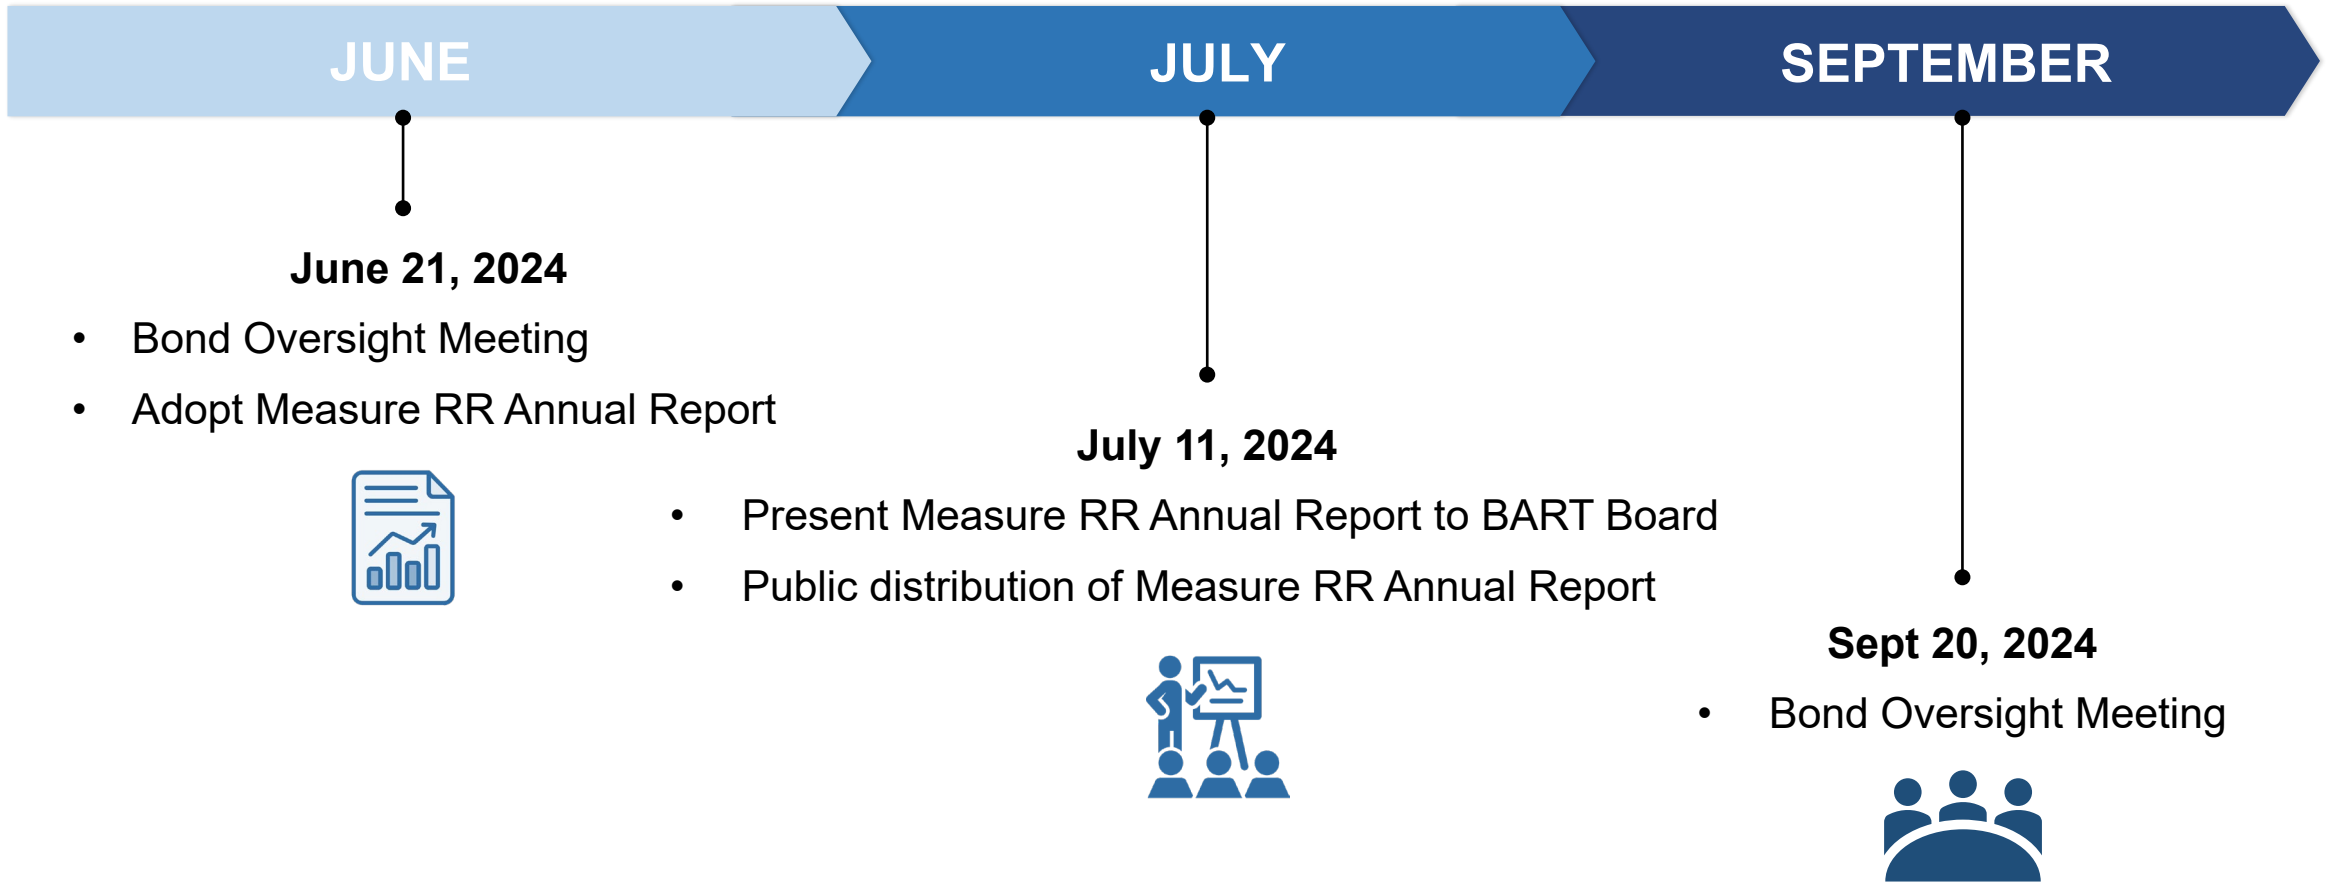 JUNE
JULY
SEPTEMBER
June 21, 2024
• Bond Oversight Meeting
• Adopt Measure RR Annual Report
July 11, 2024
• Present Measure RR Annual Report to BART Board
• Public distribution of Measure RR Annual Report
Sept 20, 2024
• Bond Oversight Meeting